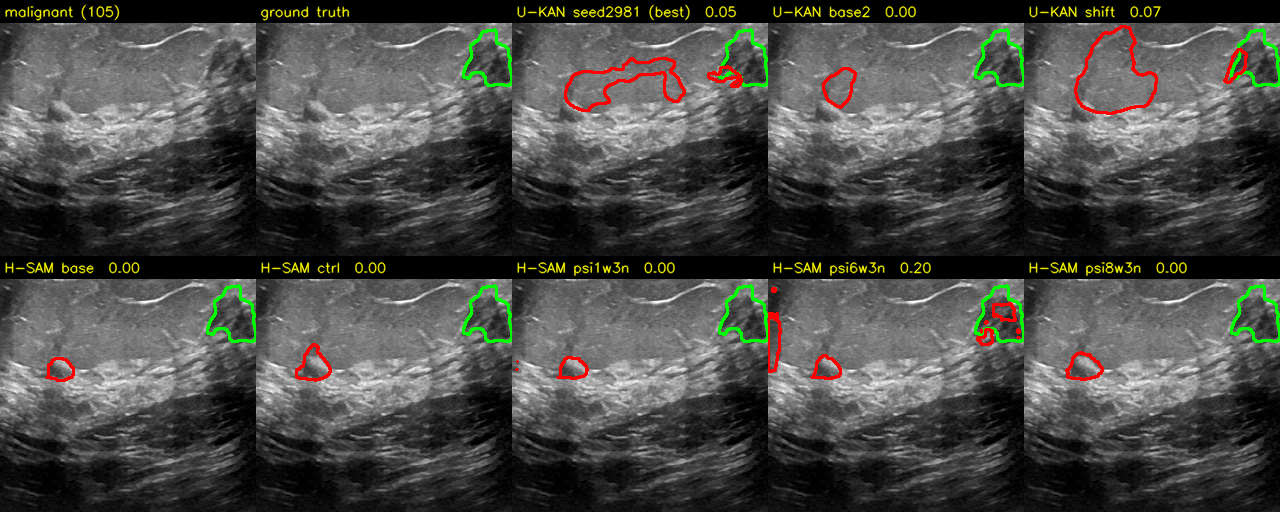 malignant (105)
ground truth
U-KAN seed2981 (best) 0.05
U-KAN base2 0.00
U-KAN shift 0.07
H-SAM base 0.00
H-SAM ctrl 0.00
H-SAM psi1w3n 0.00
H-SAM psi6w3n 0.20
H-SAM psi8w3n 0.00